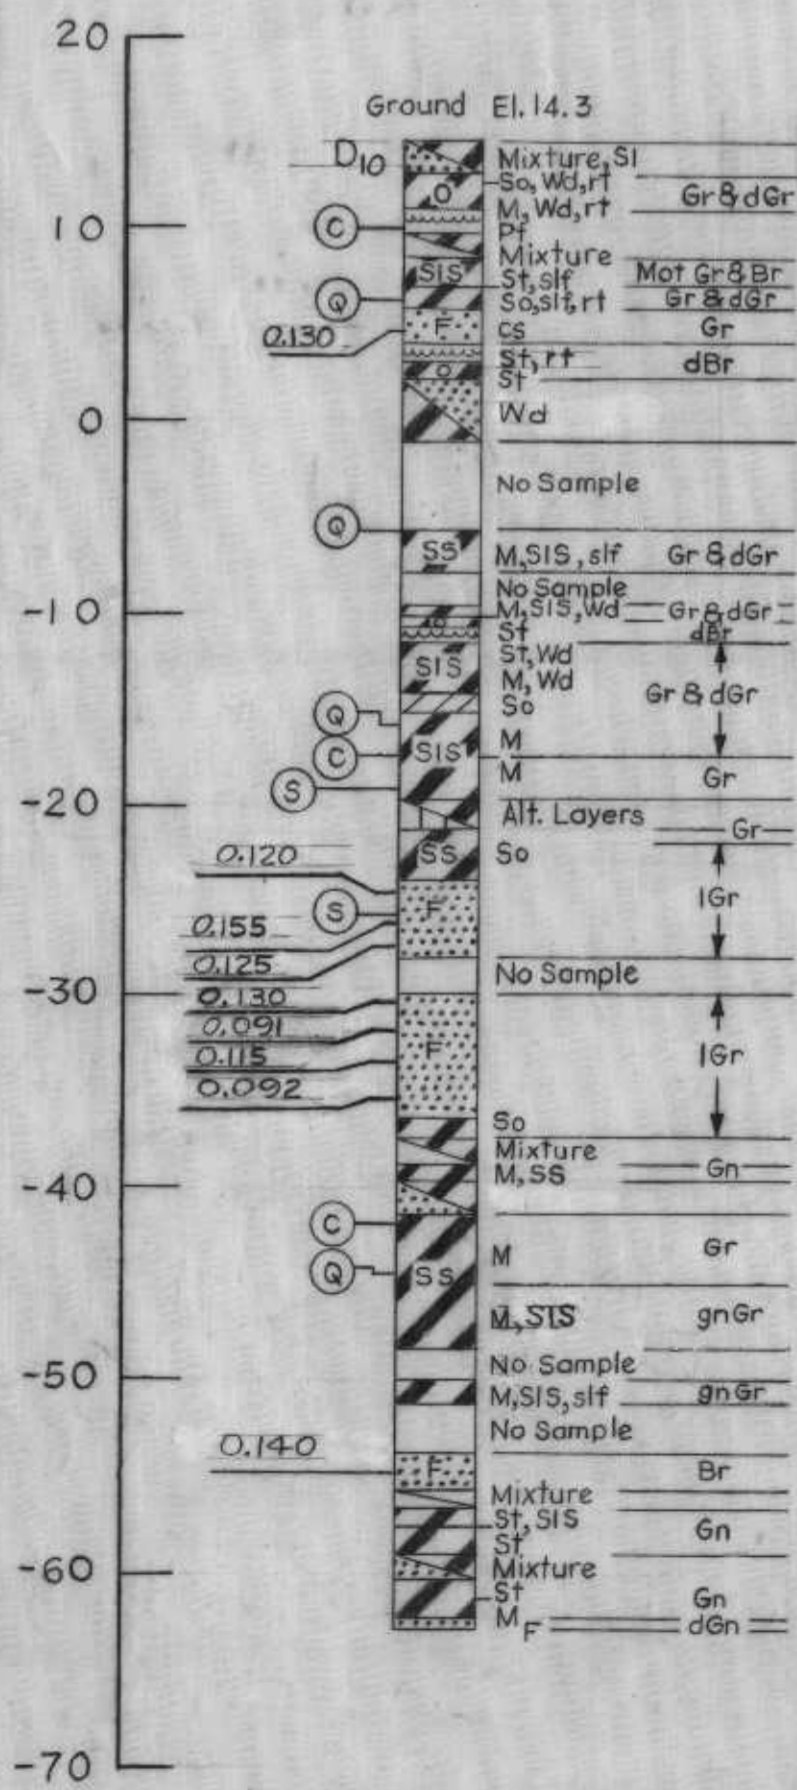 20
Ground El. 14.3
D10 Mixture, SI
So, Wd, rt
O Gr & dGr
M, Wd, rt
10 C Pt
Mixture
SIS St, slf Mot Gr & Br
Q So, slf, rt Gr & dGr
0.130 F cs Gr
St, rt dBr
O St
0 Wd
No Sample
Q
SS M, SIS, slf Gr & dGr
No Sample
-10 M, SIS, Wd Gr & dGr
O St dBr
St, Wd
SIS M, Wd Gr & dGr
Q So
C SIS M
M Gr
S
-20
Alt. Layers Gr
0.120 SS So
S F lGr
0.155
0.125 No Sample
-30
0.130
0.091
0.115 F lGr
0.092
So
Mixture
-40 M, SS Gn
C
M Gr
Q SS
M, SIS gnGr
-50 No Sample
M, SIS, slf gnGr
No Sample
0.140
F Br
Mixture
St, SIS Gn
St
-60 Mixture
St Gn
M
F dGn
-70